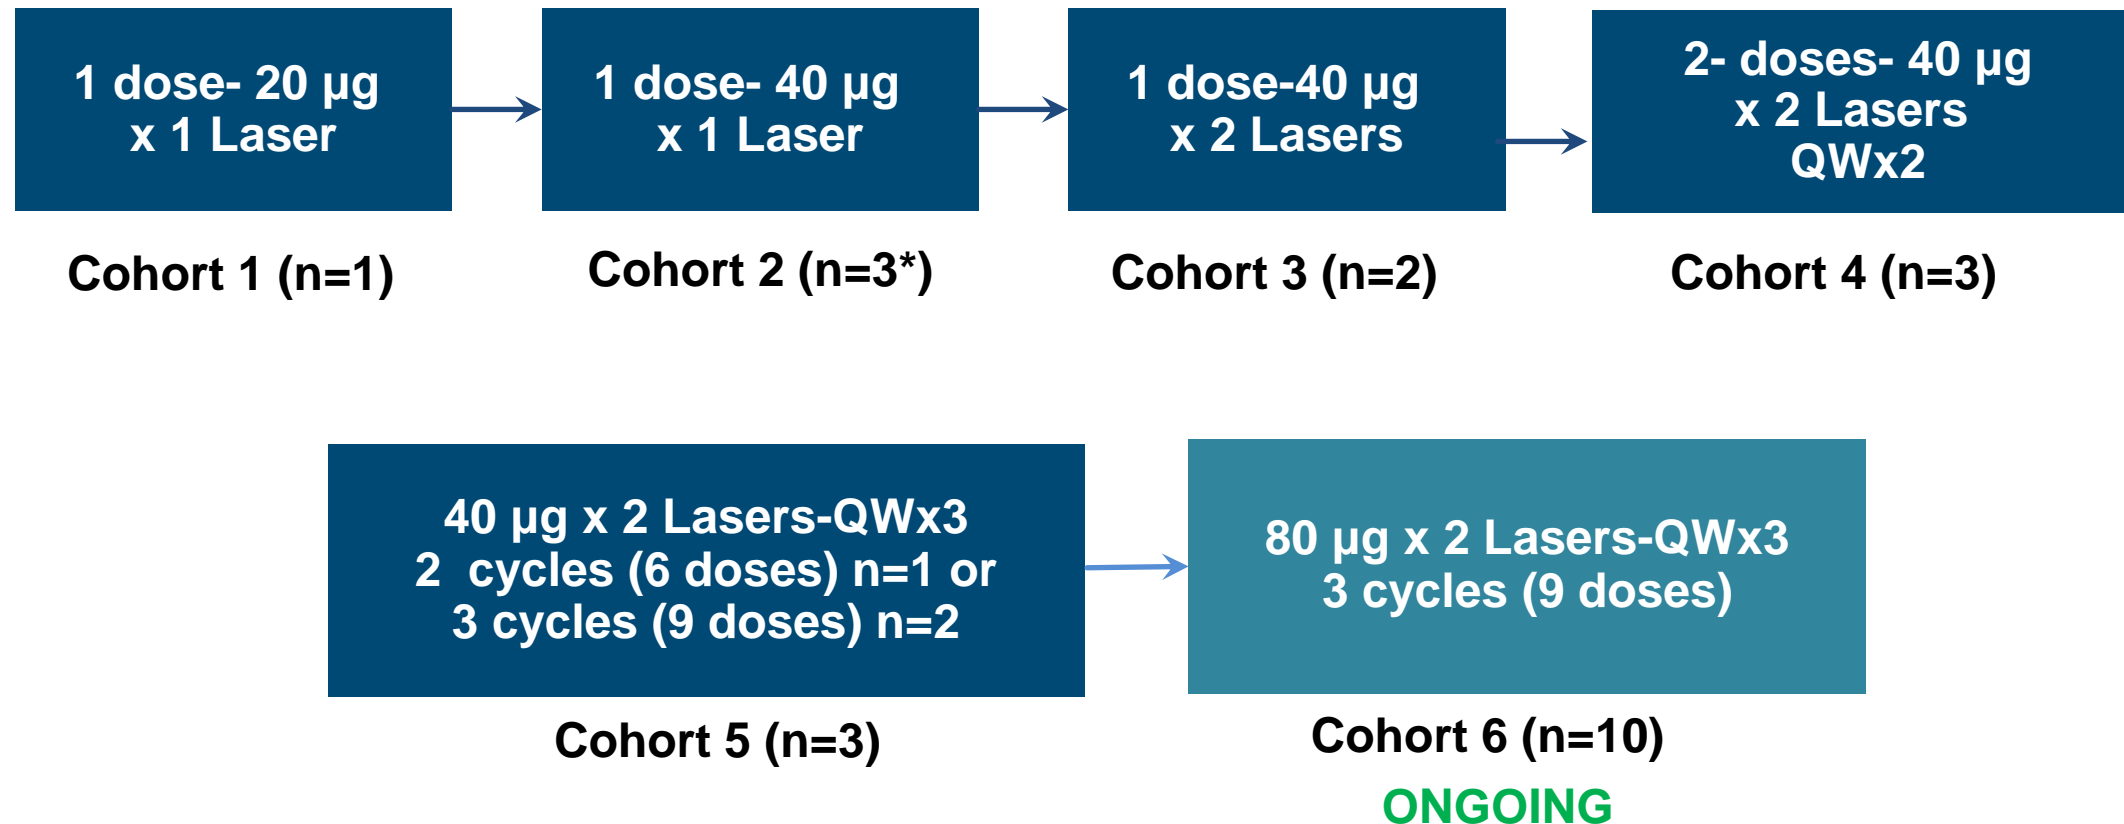 1 dose- 20 µg
x 1 Laser
1 dose- 40 µg
x 1 Laser
1 dose-40 µg
x 2 Lasers
2- doses- 40 µg
x 2 Lasers
QWx2
Cohort 1 (n=1)
Cohort 2 (n=3*)
Cohort 3 (n=2)
Cohort 4 (n=3)
40 µg x 2 Lasers-QWx3
2  cycles (6 doses) n=1 or
3 cycles (9 doses) n=2
80 µg x 2 Lasers-QWx3
3 cycles (9 doses)
Cohort 5 (n=3)
Cohort 6 (n=10)
ONGOING